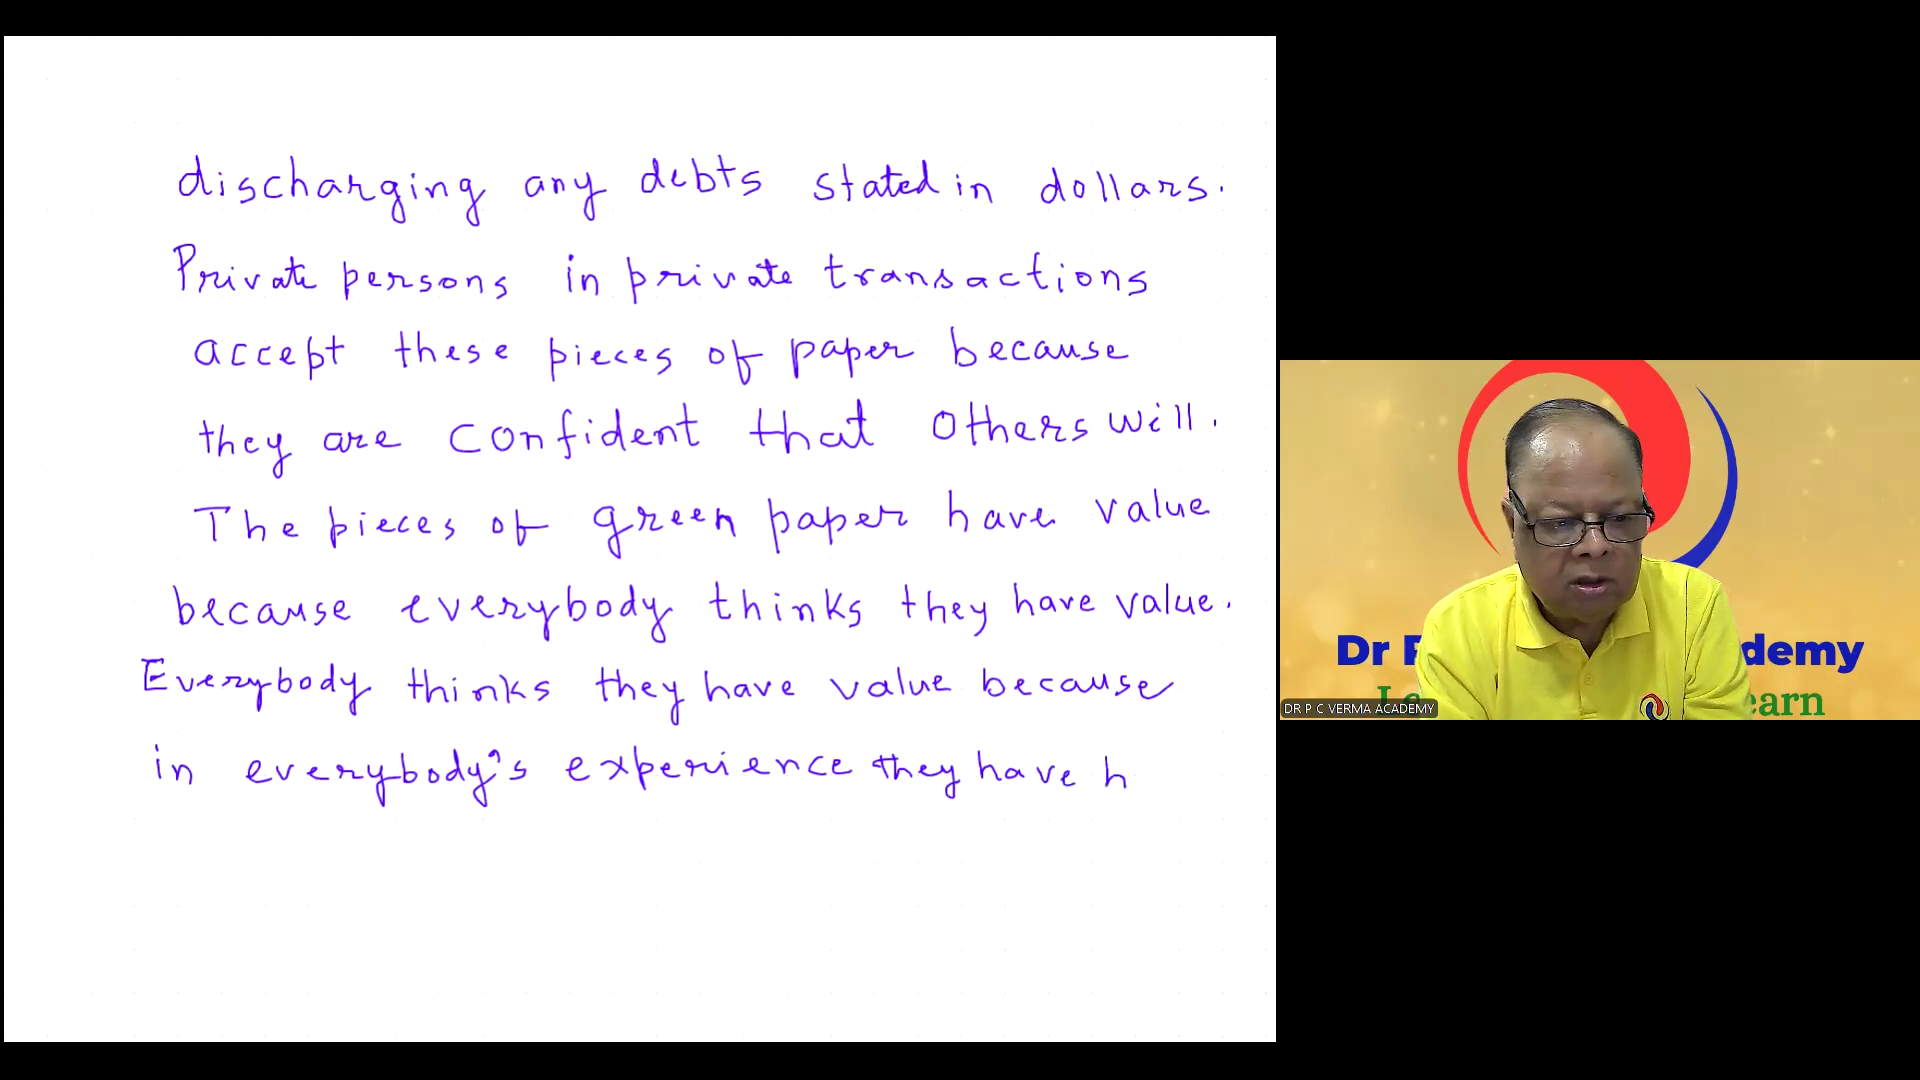 discharging any debts stated in dollars.
Private persons in private transactions
accept these pieces of paper because
they are confident that others will.
The pieces of green paper have value
because everybody thinks they have value.
Everybody thinks they have value because
in everybody's experience they have h
Dr P demy
Le earn
DR P C VERMA ACADEMY